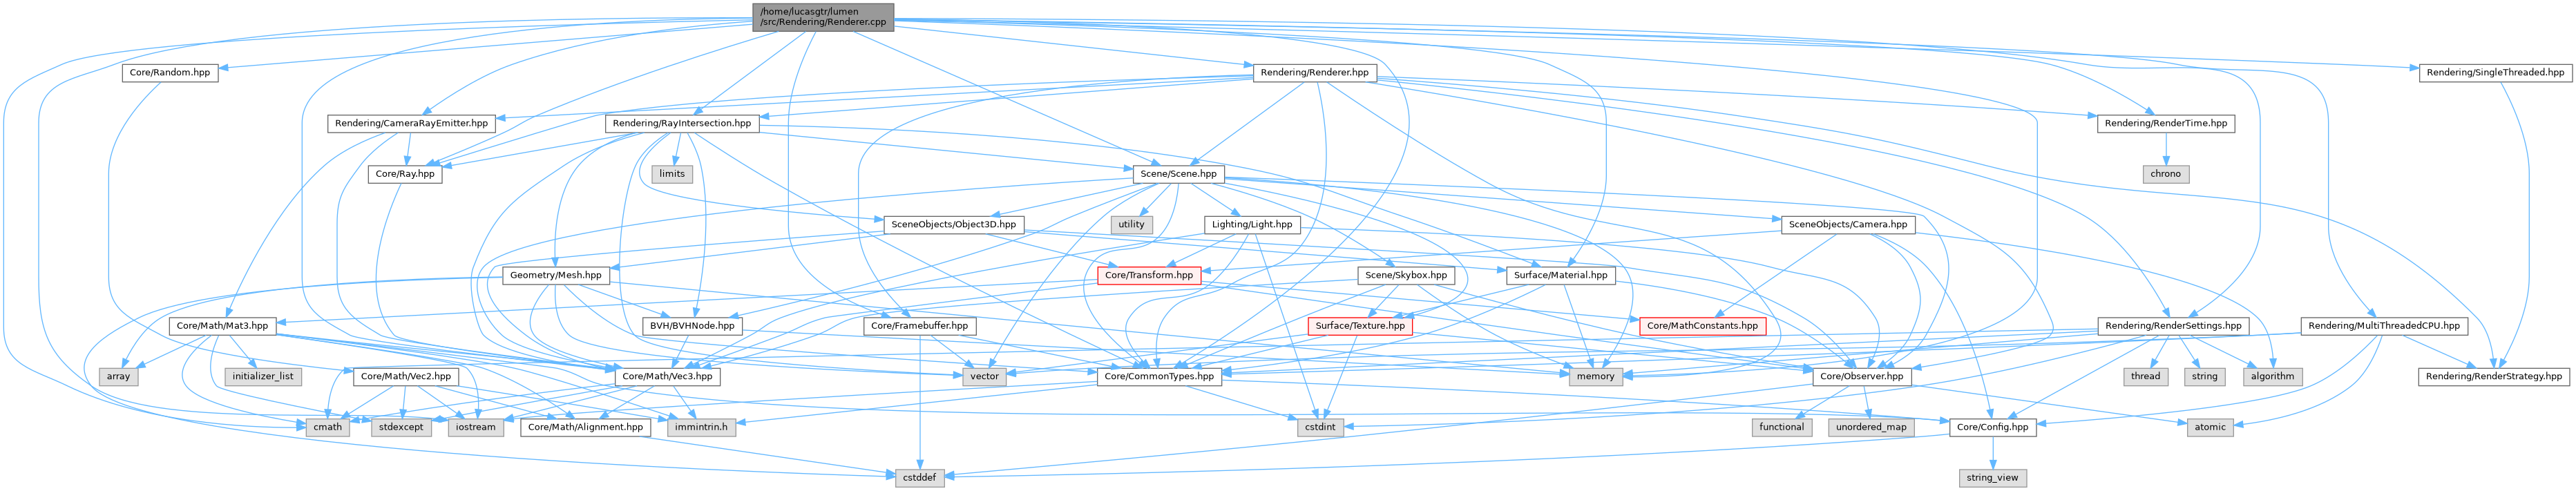 /home/lucasgtr/lumen
/src/Rendering/Renderer.cpp
Core/Random.hpp
Rendering/Renderer.hpp
Rendering/SingleThreaded.hpp
Rendering/CameraRayEmitter.hpp
Rendering/RayIntersection.hpp
Rendering/RenderTime.hpp
Core/Ray.hpp
limits
Scene/Scene.hpp
chrono
SceneObjects/Object3D.hpp
utility
Lighting/Light.hpp
SceneObjects/Camera.hpp
Geometry/Mesh.hpp
Core/Transform.hpp
Scene/Skybox.hpp
Surface/Material.hpp
Core/Math/Mat3.hpp
BVH/BVHNode.hpp
Core/Framebuffer.hpp
Surface/Texture.hpp
Core/MathConstants.hpp
Rendering/RenderSettings.hpp
Rendering/MultiThreadedCPU.hpp
array
initializer_list
Core/Math/Vec2.hpp
Core/Math/Vec3.hpp
vector
Core/CommonTypes.hpp
memory
Core/Observer.hpp
thread
string
algorithm
Rendering/RenderStrategy.hpp
cmath
stdexcept
iostream
Core/Math/Alignment.hpp
immintrin.h
cstdint
functional
unordered_map
Core/Config.hpp
atomic
cstddef
string_view